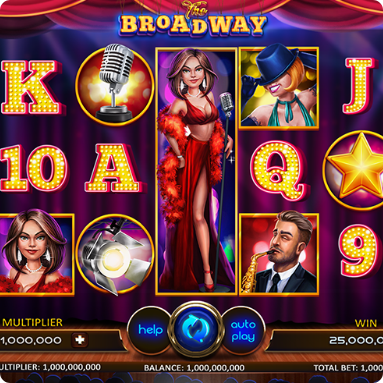 The
BROADWAY
K
J
10
A
Q
9
MULTIPLIER
WIN
1,000,000
+
25,000,0
help
auto
play
MULTIPLIER: 1,000,000,000
BALANCE: 1,000,000,000
TOTAL BET: 1,000